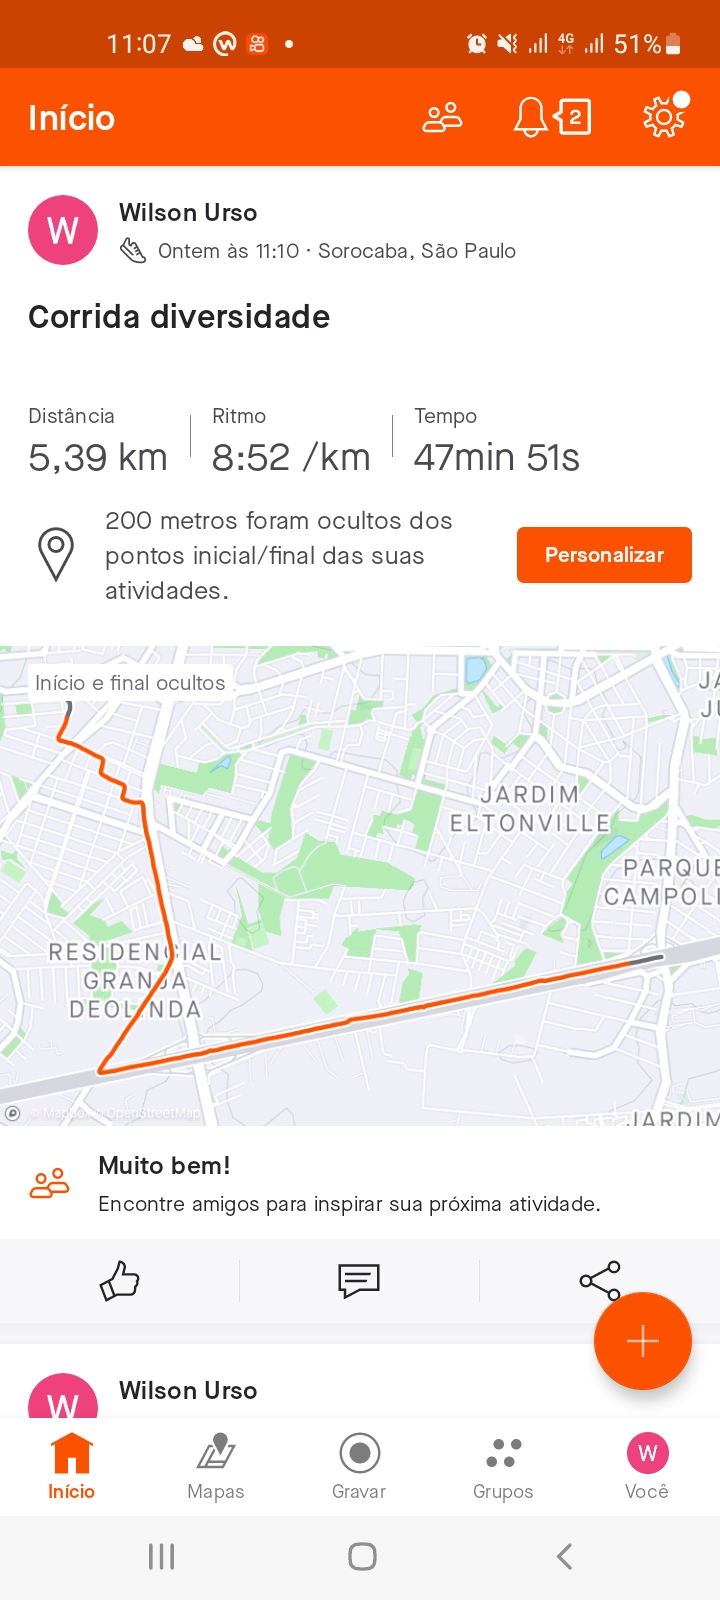 11:07
4G
51%
Início
2
W
Wilson Urso
Ontem às 11:10 · Sorocaba, São Paulo
Corrida diversidade
Distância
Ritmo
Tempo
5,39 km
8:52 /km
47min 51s
200 metros foram ocultos dos
pontos inicial/final das suas
atividades.
Personalizar
Início e final ocultos
JA
JU
JARDIM
ELTONVILLE
PARQUE
CAMPOLI
RESIDENCIAL
GRANJA
DEOLINDA
© Mapbox © OpenStreetMap
JARDIM
Muito bem!
Encontre amigos para inspirar sua próxima atividade.
W
Wilson Urso
Início
Mapas
Gravar
Grupos
W
Você